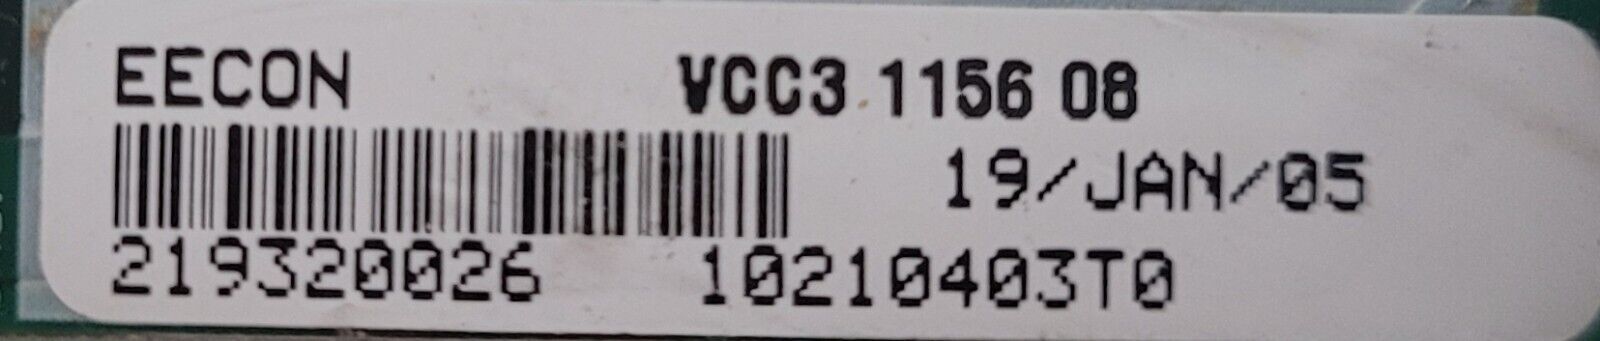 EECON VCC3 1156 08
19/JAN/05
219320026 10210403T0